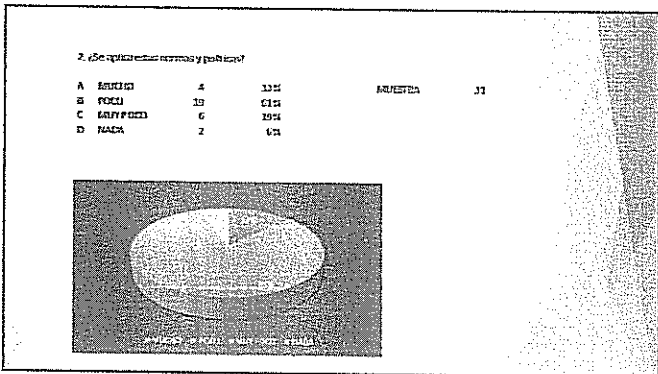 2. ¿Se aplican estas normas y políticas?
A MUCHO 4 13%
B POCO 19 61%
C MUY POCO 6 19%
D NADA 2 6%
MUESTRA 31